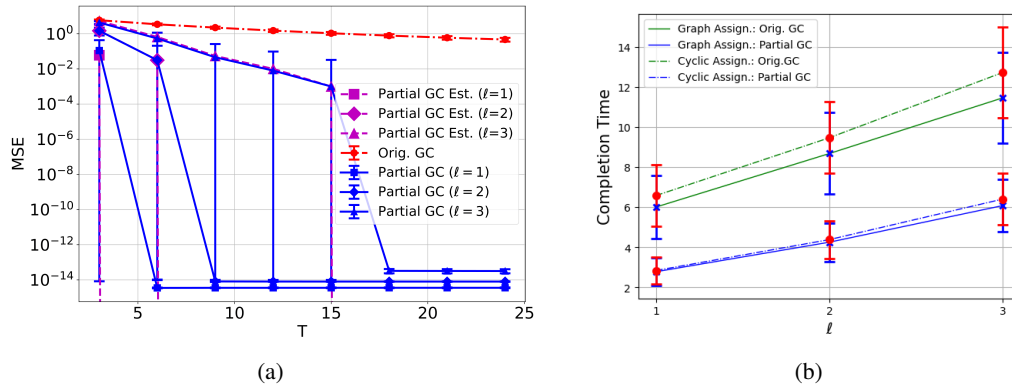 10^0
10^-2
10^-4
10^-6
10^-8
10^-10
10^-12
10^-14
MSE
5
10
15
20
25
T
Partial GC Est. (ℓ=1)
Partial GC Est. (ℓ=2)
Partial GC Est. (ℓ=3)
Orig. GC
Partial GC (ℓ = 1)
Partial GC (ℓ = 2)
Partial GC (ℓ = 3)
(a)
Graph Assign.: Orig. GC
Graph Assign.: Partial GC
Cyclic Assign.: Orig.GC
Cyclic Assign.: Partial GC
14
12
10
8
6
4
2
Completion Time
1
2
3
ℓ
(b)